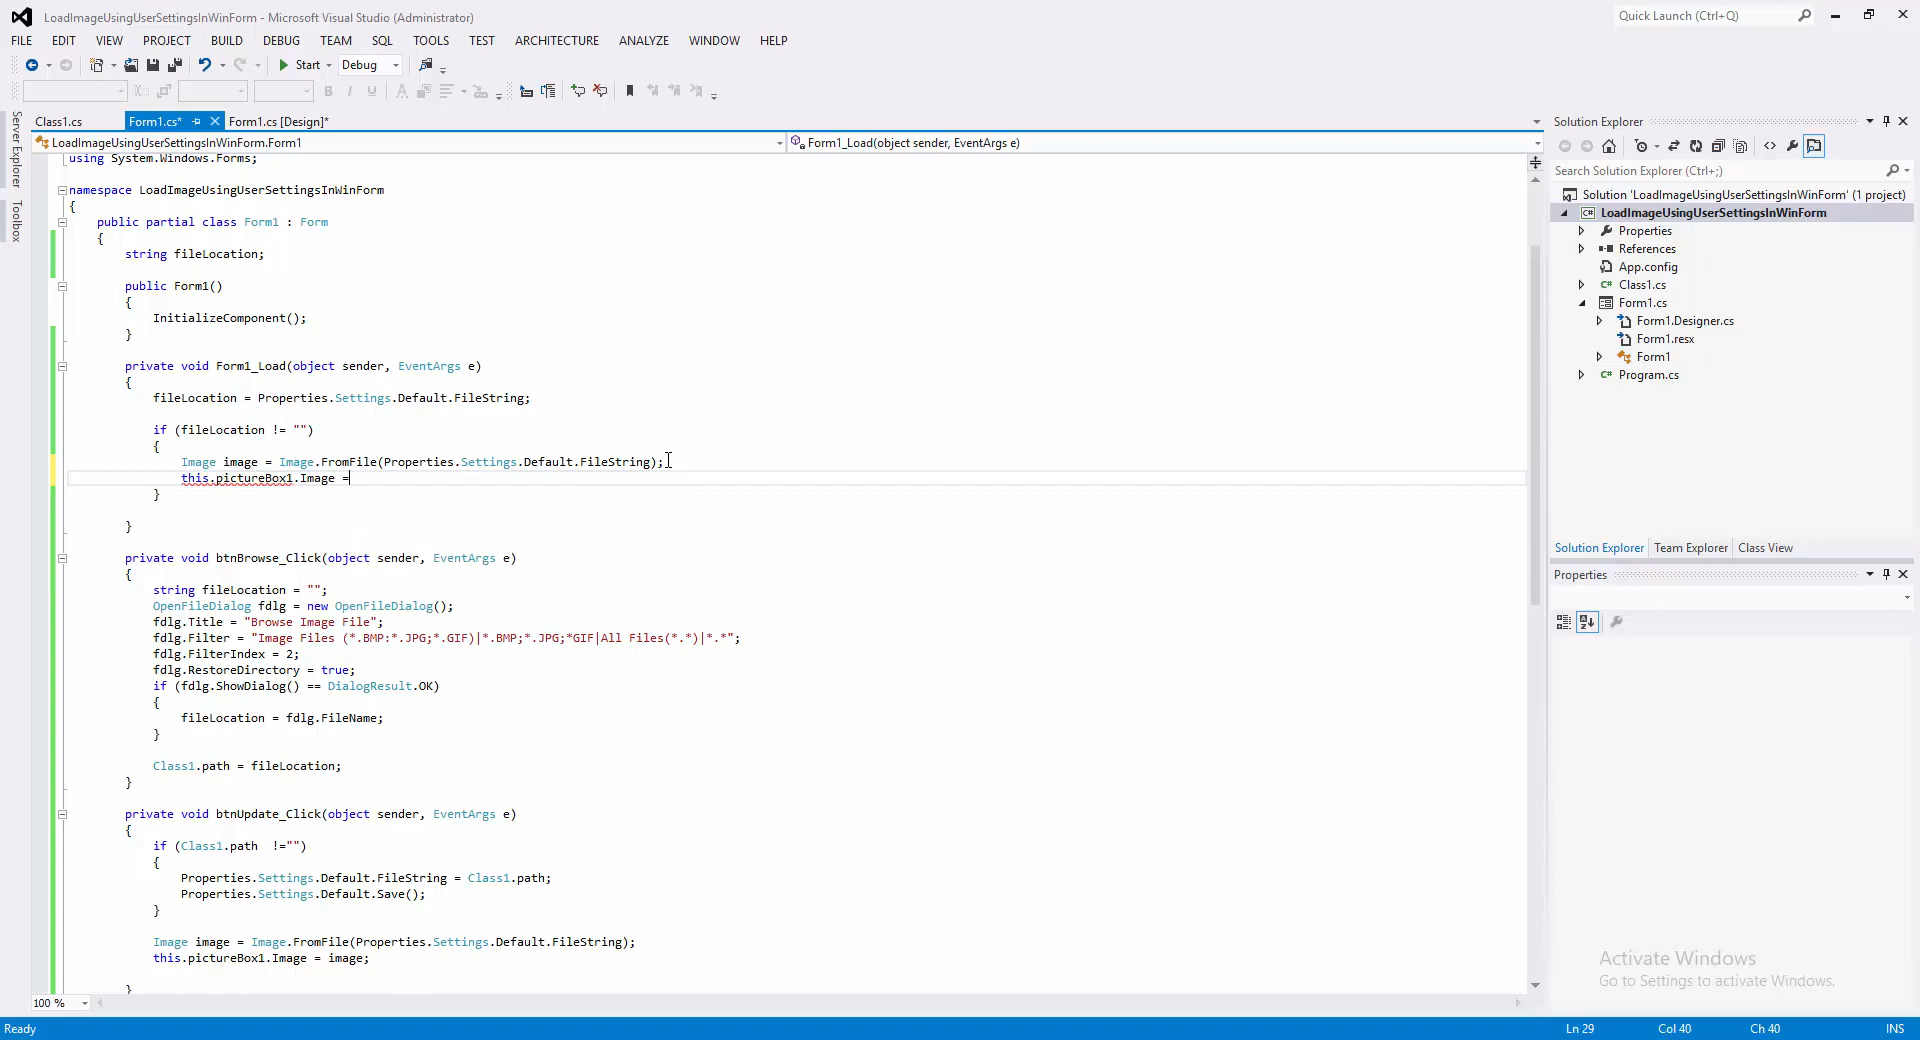 LoadImageUsingUserSettingsInWinForm - Microsoft Visual Studio (Administrator)
Quick Launch (Ctrl+Q)
FILE EDIT VIEW PROJECT BUILD DEBUG TEAM SQL TOOLS TEST ARCHITECTURE ANALYZE WINDOW HELP
Start Debug
Server Explorer
Toolbox
Class1.cs Form1.cs* Form1.cs [Design]*
LoadImageUsingUserSettingsInWinForm.Form1
Form1_Load(object sender, EventArgs e)
using System.Windows.Forms;
namespace LoadImageUsingUserSettingsInWinForm
{
public partial class Form1 : Form
{
string fileLocation;
public Form1()
{
InitializeComponent();
}
private void Form1_Load(object sender, EventArgs e)
{
fileLocation = Properties.Settings.Default.FileString;
if (fileLocation != "")
{
Image image = Image.FromFile(Properties.Settings.Default.FileString);
this.pictureBox1.Image =
}
}
private void btnBrowse_Click(object sender, EventArgs e)
{
string fileLocation = "";
OpenFileDialog fdlg = new OpenFileDialog();
fdlg.Title = "Browse Image File";
fdlg.Filter = "Image Files (*.BMP:*.JPG;*.GIF)|*.BMP;*.JPG;*GIF|All Files(*.*)|*.*";
fdlg.FilterIndex = 2;
fdlg.RestoreDirectory = true;
if (fdlg.ShowDialog() == DialogResult.OK)
{
fileLocation = fdlg.FileName;
}
Class1.path = fileLocation;
}
private void btnUpdate_Click(object sender, EventArgs e)
{
if (Class1.path  !="")
{
Properties.Settings.Default.FileString = Class1.path;
Properties.Settings.Default.Save();
}
Image image = Image.FromFile(Properties.Settings.Default.FileString);
this.pictureBox1.Image = image;
}
100 %
Solution Explorer
Search Solution Explorer (Ctrl+;)
Solution 'LoadImageUsingUserSettingsInWinForm' (1 project)
C# LoadImageUsingUserSettingsInWinForm
Properties
References
App.config
C# Class1.cs
Form1.cs
Form1.Designer.cs
Form1.resx
Form1
C# Program.cs
Solution Explorer Team Explorer Class View
Properties
Activate Windows
Go to Settings to activate Windows.
Ready Ln 29 Col 40 Ch 40 INS